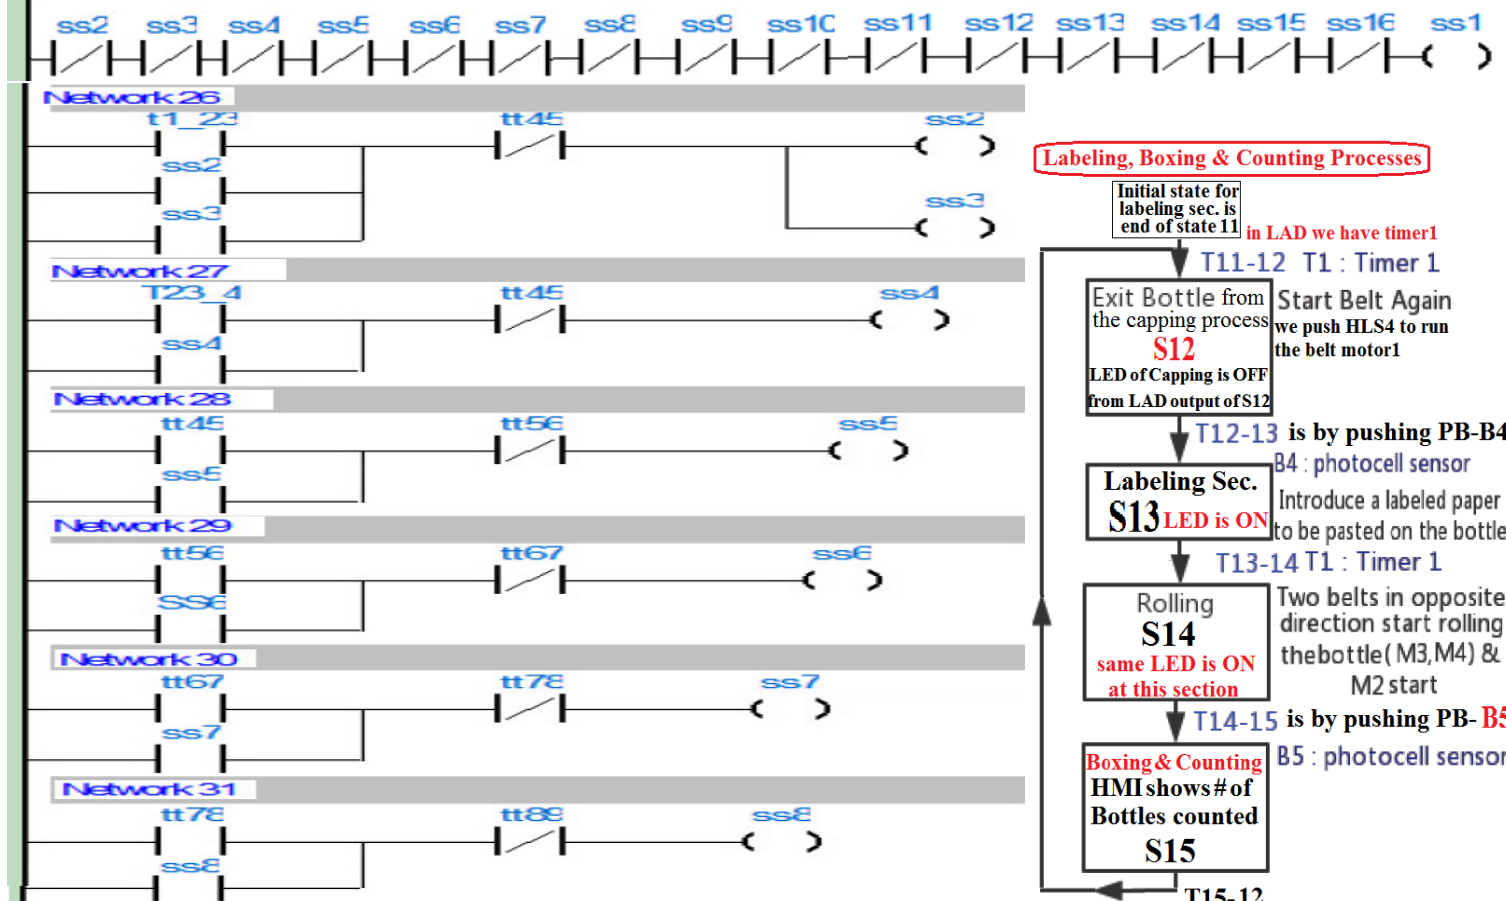 ss2 ss3 ss4 ss5 ss6 ss7 ss8 ss9 ss10 ss11 ss12 ss13 ss14 ss15 ss16 ss1
Network 26
t1_23 tt45 ss2
ss2
ss3 ss3
Network 27
T23_4 tt45 ss4
ss4
Network 28
tt45 tt56 ss5
ss5
Network 29
tt56 tt67 ss6
SS6
Network 30
tt67 tt78 ss7
ss7
Network 31
tt78 tt89 ss8
ss8
Labeling, Boxing & Counting Processes
Initial state for
labeling sec. is
end of state 11
in LAD we have timer1
T11-12 T1 : Timer 1
Exit Bottle from
the capping process
S12
LED of Capping is OFF
from LAD output of S12
Start Belt Again
we push HLS4 to run
the belt motor1
T12-13 is by pushing PB-B4
B4 : photocell sensor
Labeling Sec.
S13 LED is ON
Introduce a labeled paper
to be pasted on the bottle
T13-14 T1 : Timer 1
Rolling
S14
same LED is ON
at this section
Two belts in opposite
direction start rolling
thebottle( M3,M4) &
M2 start
T14-15 is by pushing PB- B5
B5 : photocell sensor
Boxing & Counting
HMI shows # of
Bottles counted
S15
T15-12